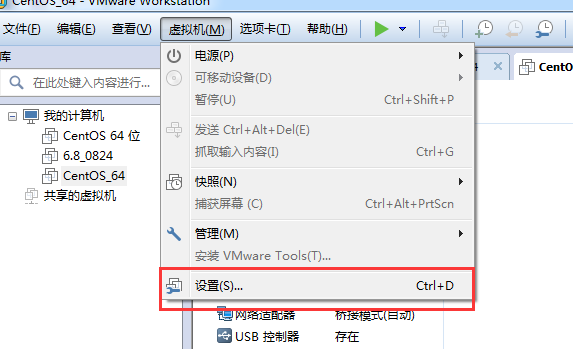 CentOS_64 - VMware Workstation
文件(F) 编辑(E) 查看(V) 虚拟机(M) 选项卡(T) 帮助(H)
库
在此处键入内容进行...
我的计算机
CentOS 64 位
6.8_0824
CentOS_64
共享的虚拟机
电源(P)
可移动设备(D)
暂停(U) Ctrl+Shift+P
发送 Ctrl+Alt+Del(E)
抓取输入内容(I) Ctrl+G
快照(N)
捕获屏幕 (C) Ctrl+Alt+PrtScn
管理(M)
安装 VMware Tools(T)...
设置(S)... Ctrl+D
网络适配器 桥接模式(自动)
USB 控制器 存在